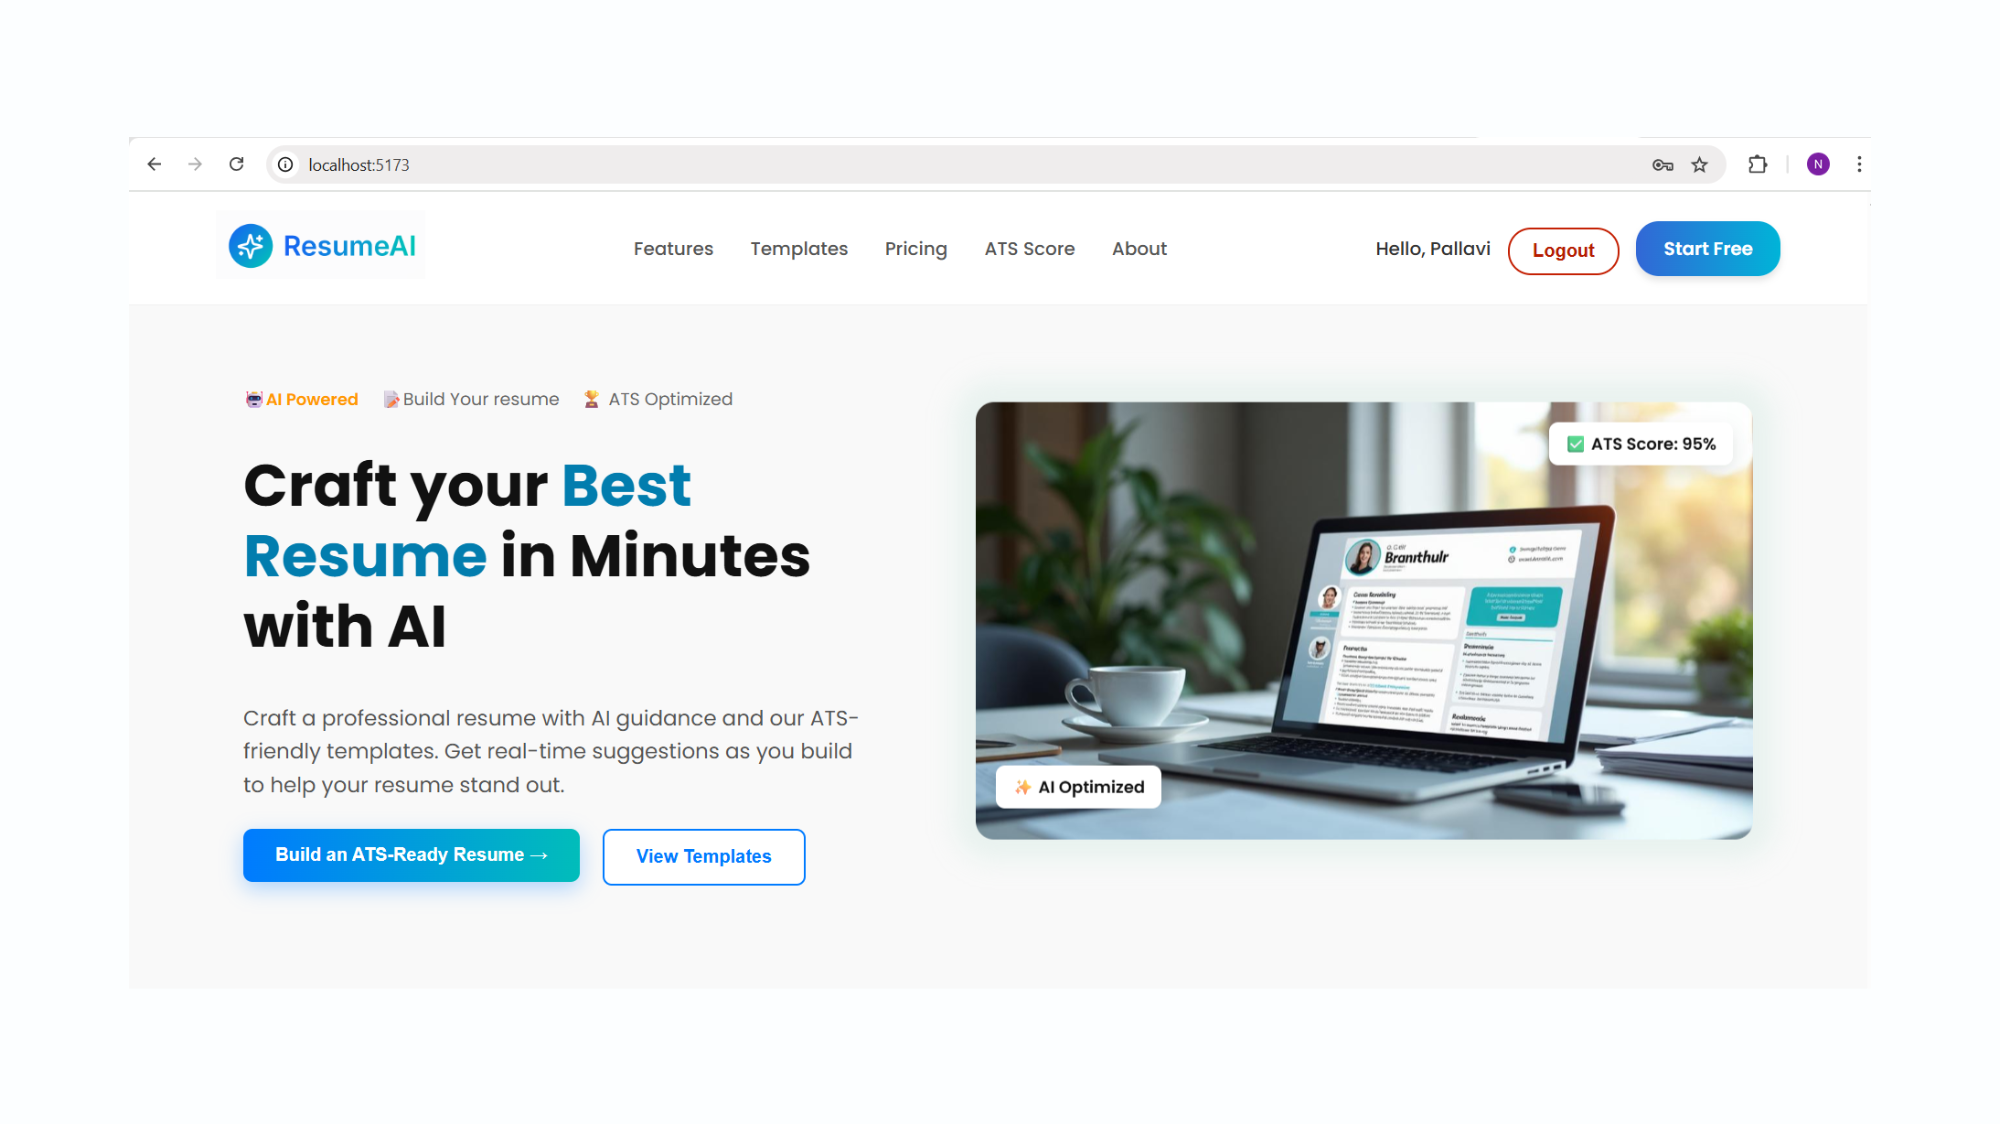 localhost:5173
N
ResumeAI
Features Templates Pricing ATS Score About
Hello, Pallavi Logout Start Free
AI Powered Build Your resume ATS Optimized
Craft your Best
Resume in Minutes
with AI
Craft a professional resume with AI guidance and our ATS-
friendly templates. Get real-time suggestions as you build
to help your resume stand out.
Build an ATS-Ready Resume →
View Templates
ATS Score: 95%
Branithulr
AI Optimized